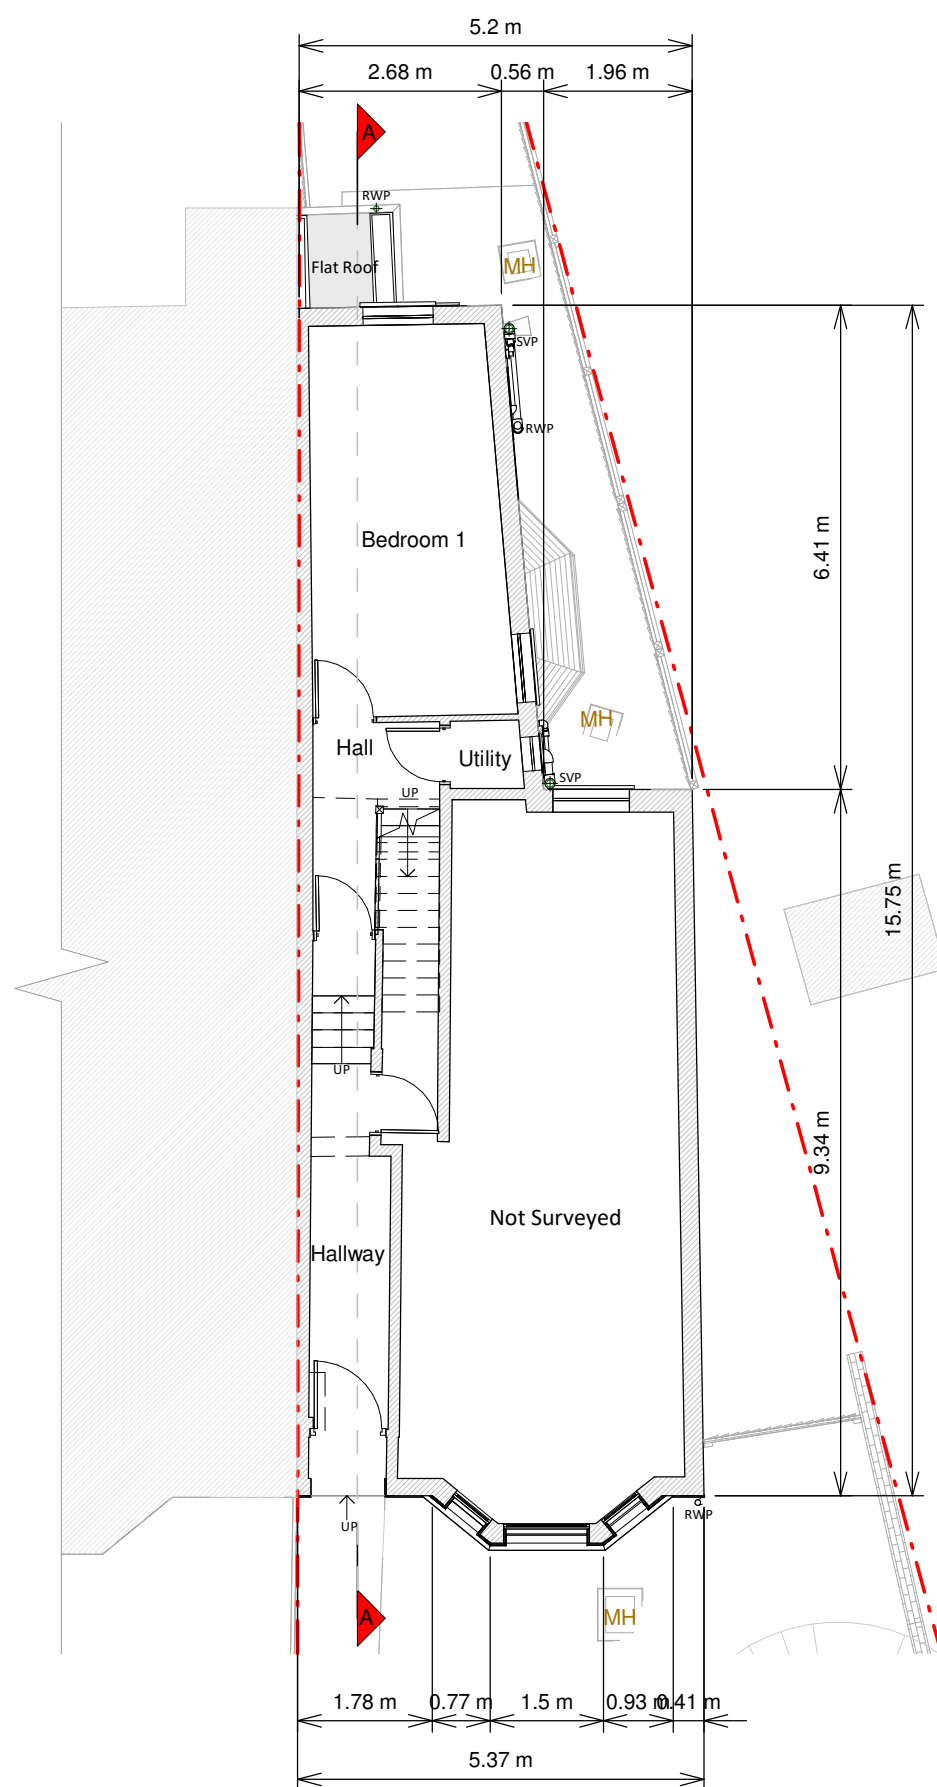 5.2 m
2.68 m
0.56 m
1.96 m
A
RWP
Flat Roof
MH
SVP
RWP
Bedroom 1
6.41 m
MH
Hall
Utility
SVP
UP
15.75 m
UP
9.34 m
Not Surveyed
Hallway
RWP
UP
A
MH
1.78 m
0.77 m
1.5 m
0.93 m
0.41 m
5.37 m